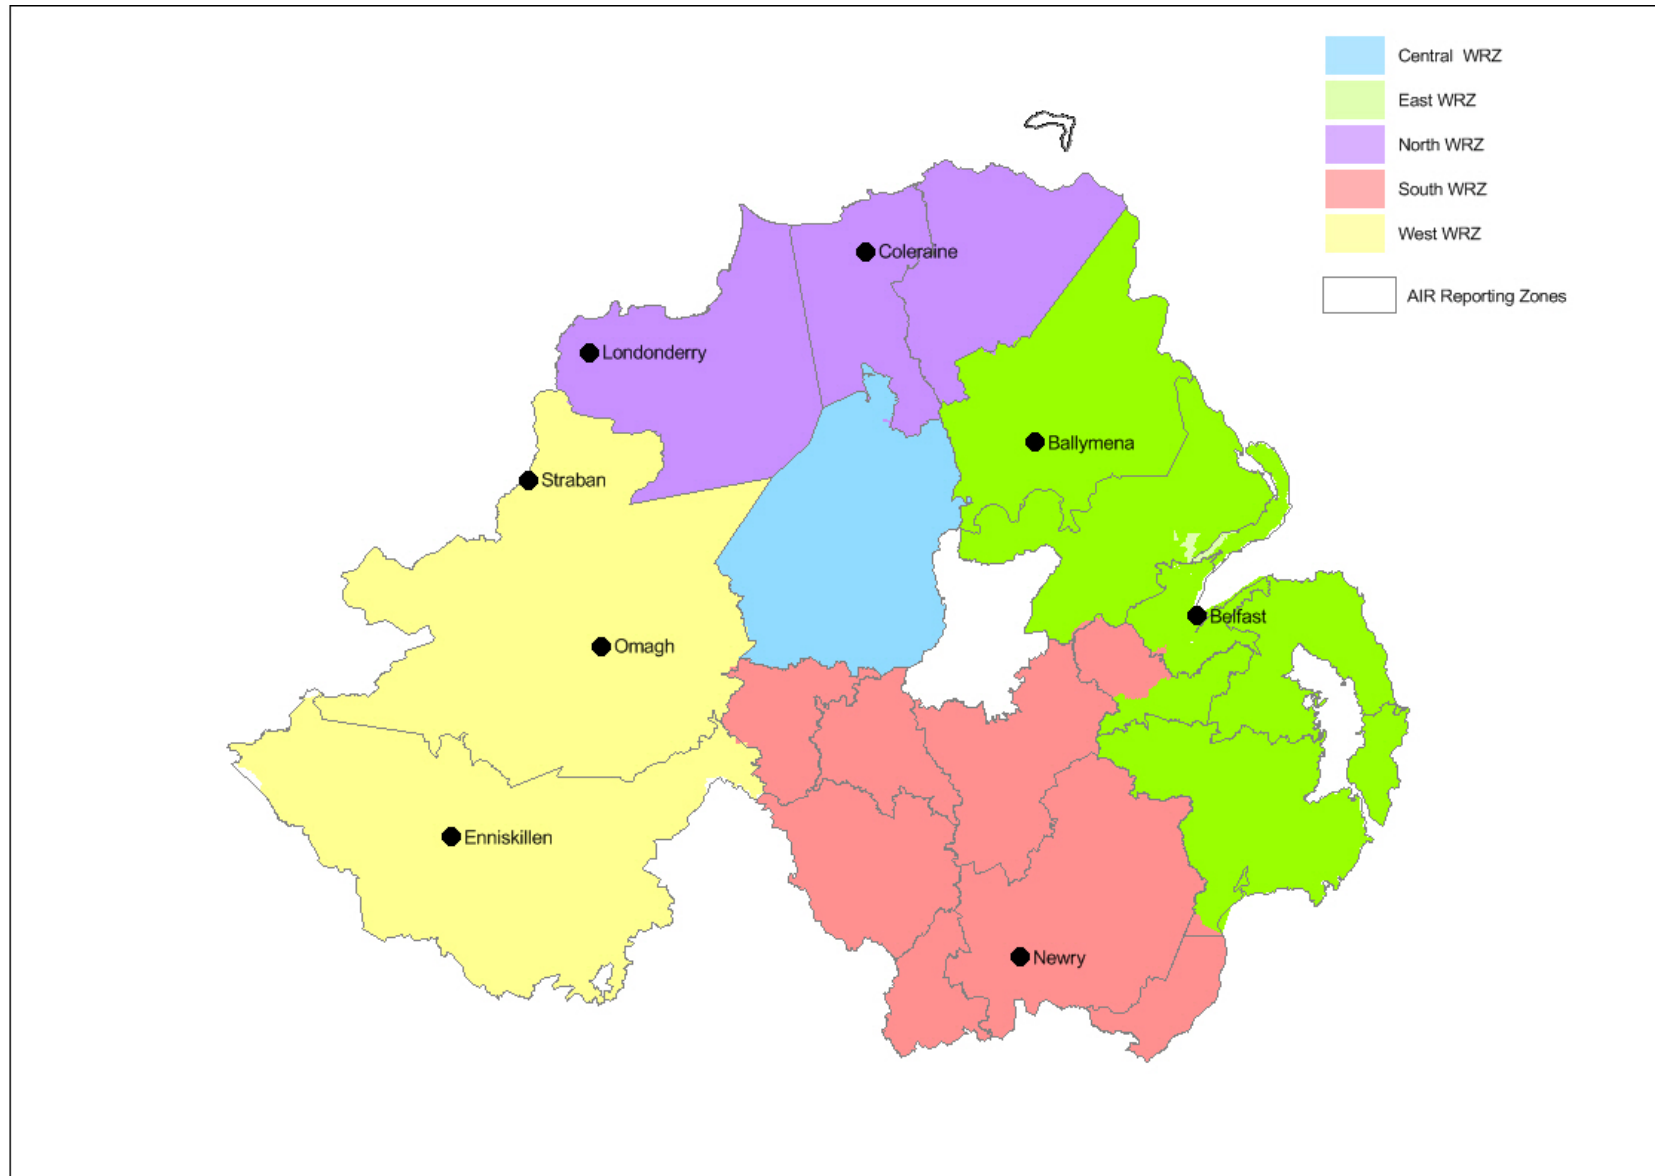 Central WRZ
East WRZ
North WRZ
South WRZ
West WRZ
AIR Reporting Zones
Coleraine
Londonderry
Ballymena
Straban
Belfast
Omagh
Enniskillen
Newry